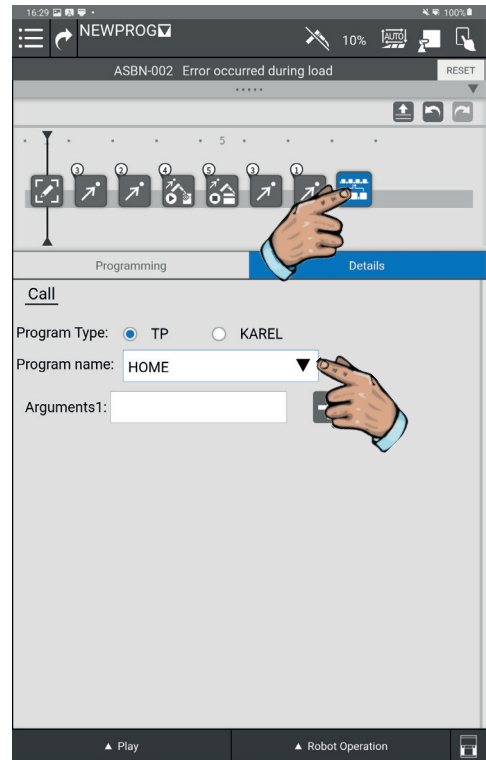 16:29 100%
NEWPROG 10% AUTO
ASBN-002 Error occurred during load RESET
5
3 2 4 5 3 1
Programming Details
Call
Program Type: TP KAREL
Program name: HOME
Arguments1:
Play Robot Operation